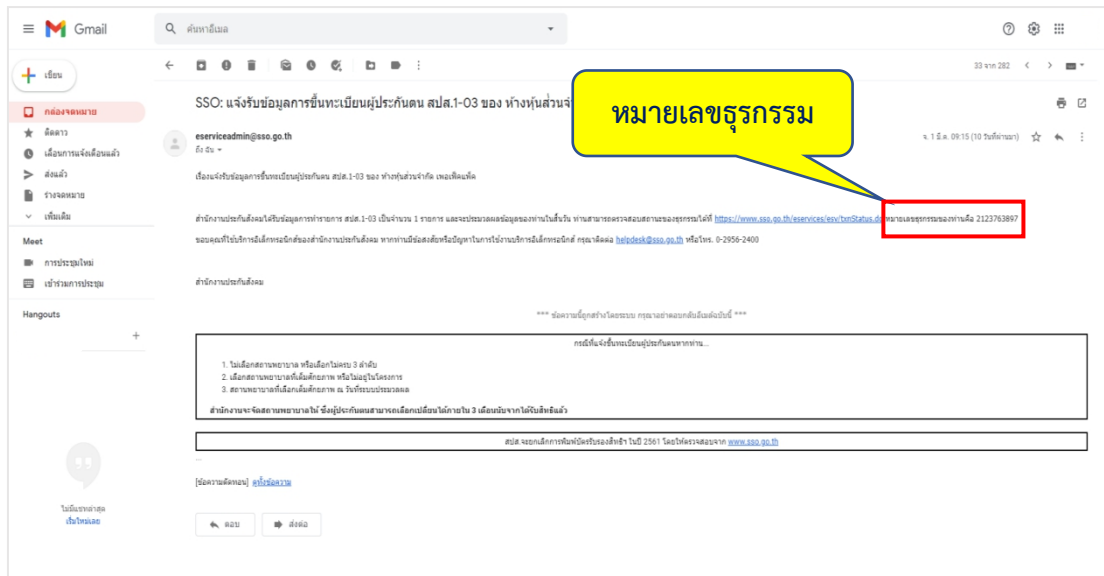 Gmail
ค้นหาอีเมล
เขียน
33 จาก 282
กล่องจดหมาย
ติดดาว
เลื่อนการแจ้งเตือนแล้ว
ส่งแล้ว
ร่างจดหมาย
เพิ่มเติม
Meet
การประชุมใหม่
เข้าร่วมการประชุม
Hangouts
ไม่มีแชทล่าสุด
เริ่มใหม่เลย
SSO: แจ้งรับข้อมูลการขึ้นทะเบียนผู้ประกันตน สปส.1-03 ของ ห้างหุ้นส่วนจำ
หมายเลขธุรกรรม
eserviceadmin@sso.go.th
จ. 1 มี.ค. 09:15 (10 วันที่ผ่านมา)
ถึง ฉัน
เรื่องแจ้งรับข้อมูลการขึ้นทะเบียนผู้ประกันตน สปส.1-03 ของ ห้างหุ้นส่วนจำกัด เพอเฟ็คแพ็ค
สำนักงานประกันสังคมได้รับข้อมูลการทำรายการ สปส.1-03 เป็นจำนวน 1 รายการ และจะประมวลผลข้อมูลของท่านในสิ้นวัน ท่านสามารถตรวจสอบสถานะของธุรกรรมได้ที่ https://www.sso.go.th/eservices/esv/txnStatus.do หมายเลขธุรกรรมของท่านคือ 2123763897
ขอบคุณที่ใช้บริการอิเล็กทรอนิกส์ของสำนักงานประกันสังคม หากท่านมีข้อสงสัยหรือมีปัญหาในการใช้งานบริการอิเล็กทรอนิกส์ กรุณาติดต่อ helpdesk@sso.go.th หรือโทร. 0-2956-2400
สำนักงานประกันสังคม
*** ข้อความนี้ถูกสร้างโดยระบบ กรุณาอย่าตอบกลับอีเมล์ฉบับนี้ ***
กรณีที่แจ้งขึ้นทะเบียนผู้ประกันตนหากท่าน...
1. ไม่เลือกสถานพยาบาล หรือเลือกไม่ครบ 3 ลำดับ
2. เลือกสถานพยาบาลที่เต็มศักยภาพ หรือไม่อยู่ในโครงการ
3. สถานพยาบาลที่เลือกเต็มศักยภาพ ณ วันที่ระบบประมวลผล
สำนักงานจะจัดสถานพยาบาลให้ ซึ่งผู้ประกันตนสามารถเลือกเปลี่ยนได้ภายใน 3 เดือนนับจากได้รับสิทธิแล้ว
สปส.จะยกเลิกการพิมพ์บัตรรับรองสิทธิฯ ในปี 2561 โดยให้ตรวจสอบจาก www.sso.go.th
...
[ข้อความตัดทอน] ดูทั้งข้อความ
ตอบ
ส่งต่อ